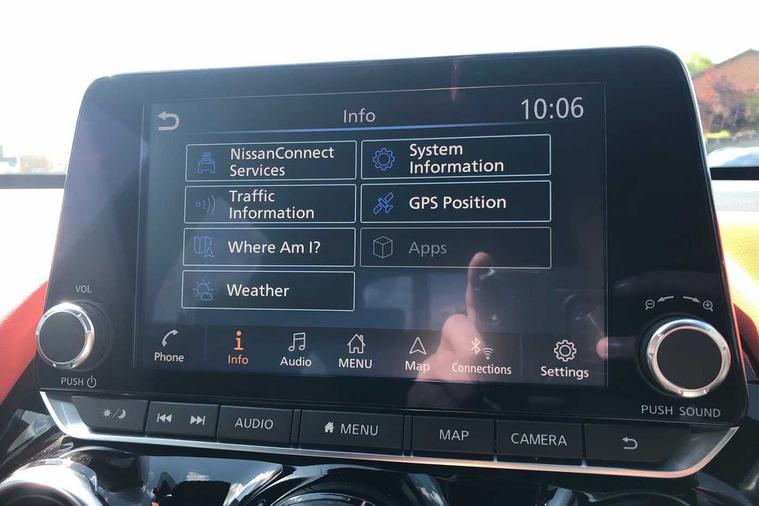 Info
10:06
NissanConnect
Services
System
Information
Traffic
Information
GPS Position
Where Am I?
Apps
Weather
Phone
Info
Audio
MENU
Map
Connections
Settings
VOL
PUSH
PUSH SOUND
AUDIO
MENU
MAP
CAMERA